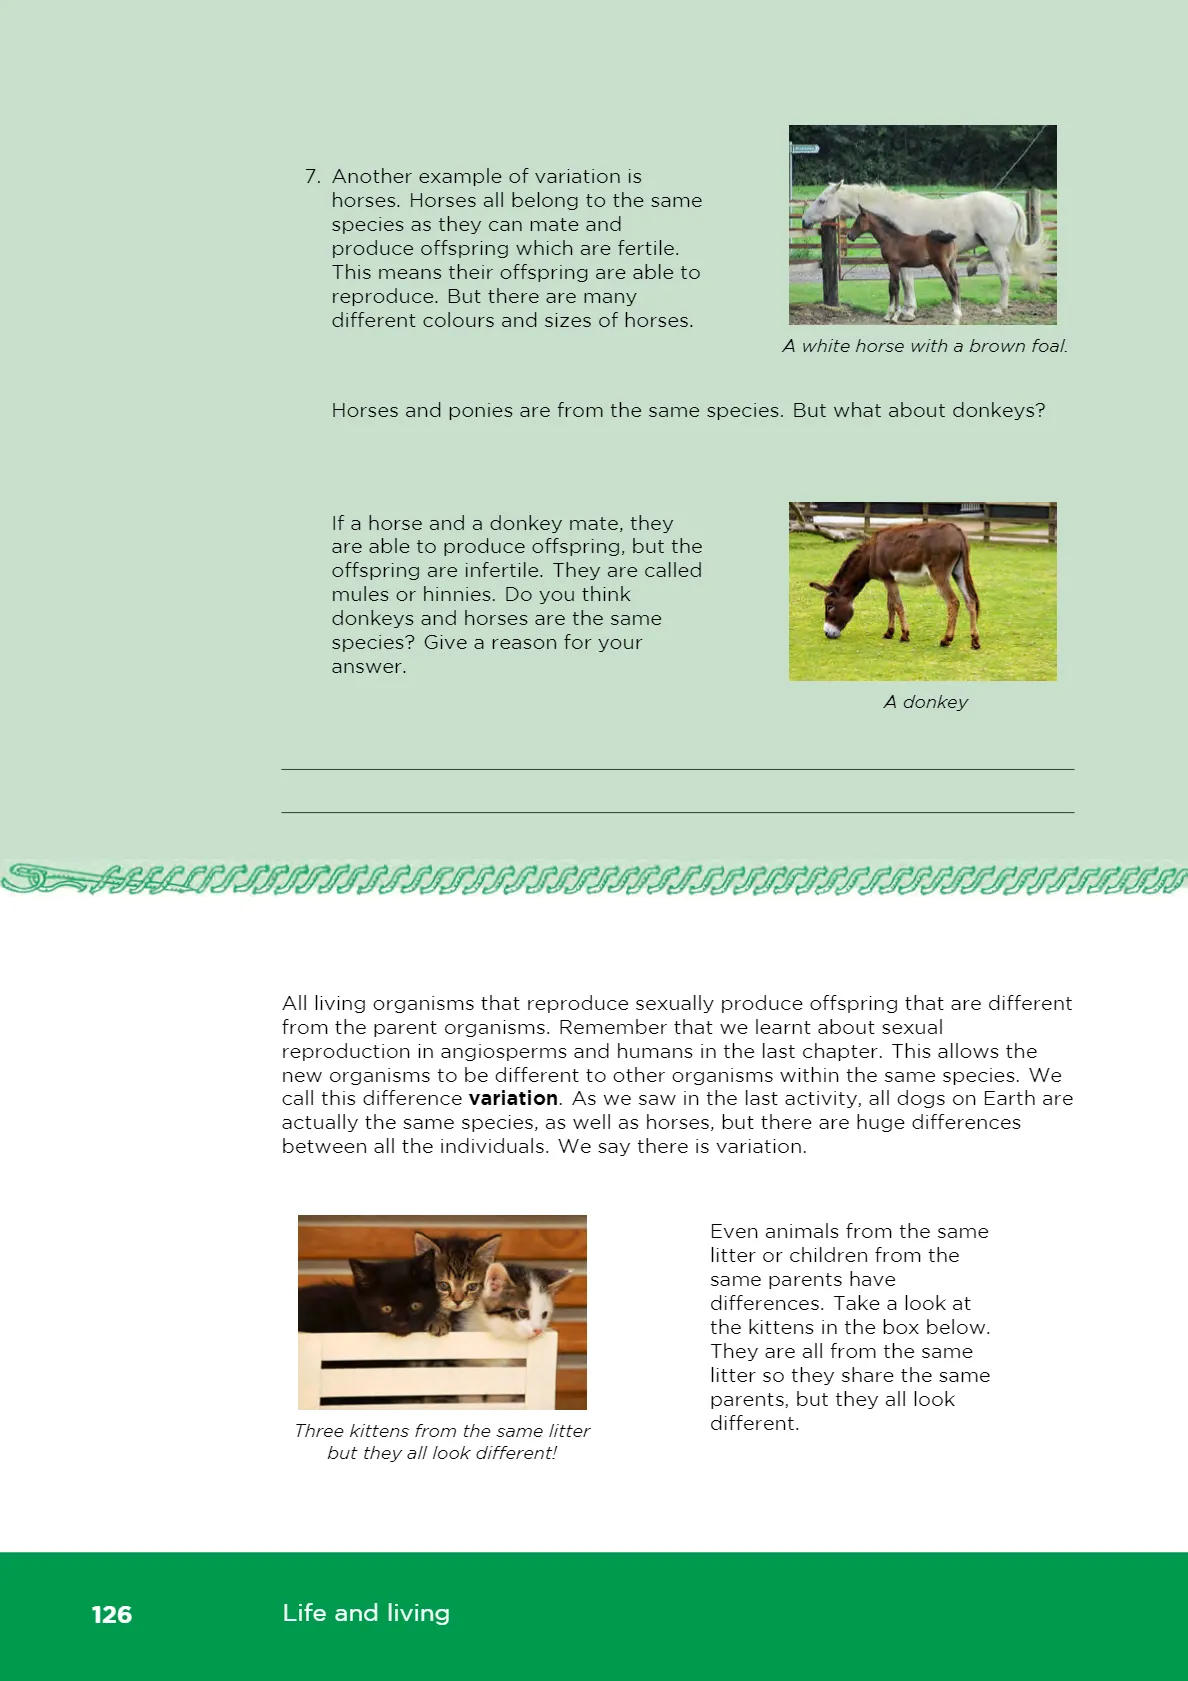 7. Another example of variation is
horses. Horses all belong to the same
species as they can mate and
produce offspring which are fertile.
This means their offspring are able to
reproduce. But there are many
different colours and sizes of horses.
A white horse with a brown foal.
Horses and ponies are from the same species. But what about donkeys?
If a horse and a donkey mate, they
are able to produce offspring, but the
offspring are infertile. They are called
mules or hinnies. Do you think
donkeys and horses are the same
species? Give a reason for your
answer.
A donkey
All living organisms that reproduce sexually produce offspring that are different
from the parent organisms. Remember that we learnt about sexual
reproduction in angiosperms and humans in the last chapter. This allows the
new organisms to be different to other organisms within the same species. We
call this difference variation. As we saw in the last activity, all dogs on Earth are
actually the same species, as well as horses, but there are huge differences
between all the individuals. We say there is variation.
Three kittens from the same litter
but they all look different!
Even animals from the same
litter or children from the
same parents have
differences. Take a look at
the kittens in the box below.
They are all from the same
litter so they share the same
parents, but they all look
different.
126 Life and living